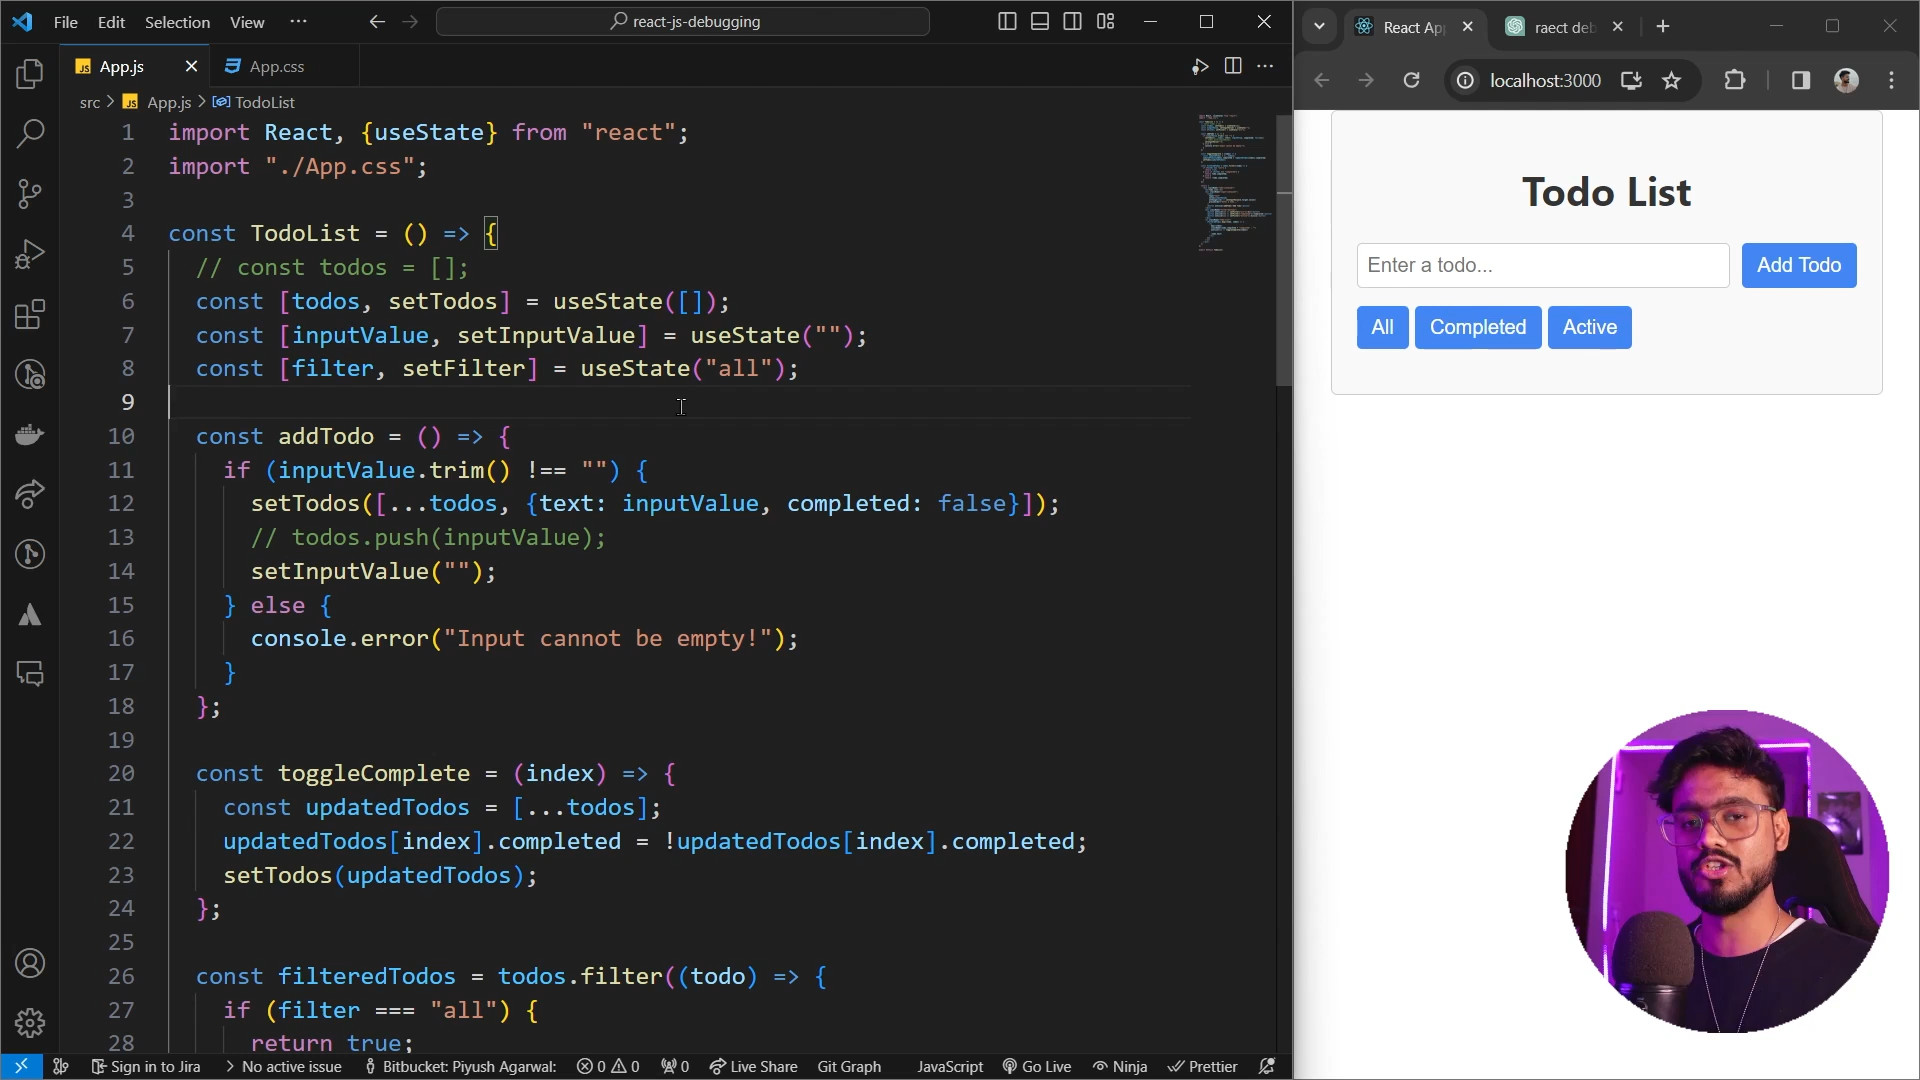 File Edit Selection View ···
react-js-debugging
App.js
App.css
src > App.js > TodoList
1 import React, {useState} from "react";
2 import "./App.css";
3
4 const TodoList = () => {
5 // const todos = [];
6 const [todos, setTodos] = useState([]);
7 const [inputValue, setInputValue] = useState("");
8 const [filter, setFilter] = useState("all");
9
10 const addTodo = () => {
11 if (inputValue.trim() !== "") {
12 setTodos([...todos, {text: inputValue, completed: false}]);
13 // todos.push(inputValue);
14 setInputValue("");
15 } else {
16 console.error("Input cannot be empty!");
17 }
18 };
19
20 const toggleComplete = (index) => {
21 const updatedTodos = [...todos];
22 updatedTodos[index].completed = !updatedTodos[index].completed;
23 setTodos(updatedTodos);
24 };
25
26 const filteredTodos = todos.filter((todo) => {
27 if (filter === "all") {
28 return true;
Sign in to Jira No active issue Bitbucket: Piyush Agarwal: 0 0 0 Live Share Git Graph JavaScript Go Live Ninja Prettier
React Ap
raect deb
localhost:3000
Todo List
Enter a todo...
Add Todo
All Completed Active